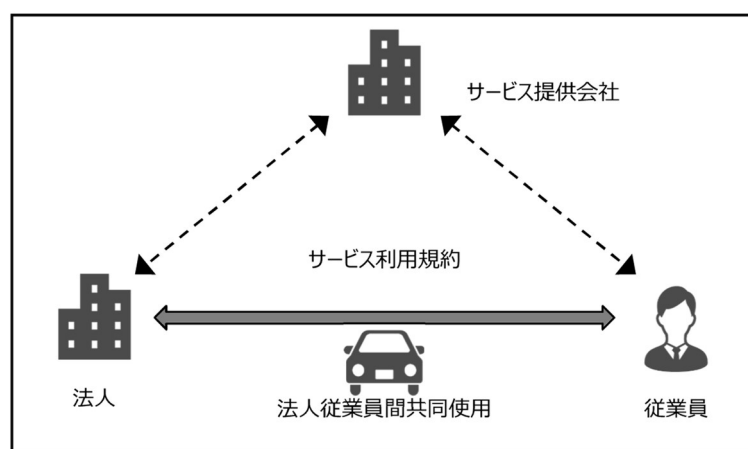 サービス提供会社
サービス利用規約
法人
法人従業員間共同使用
従業員